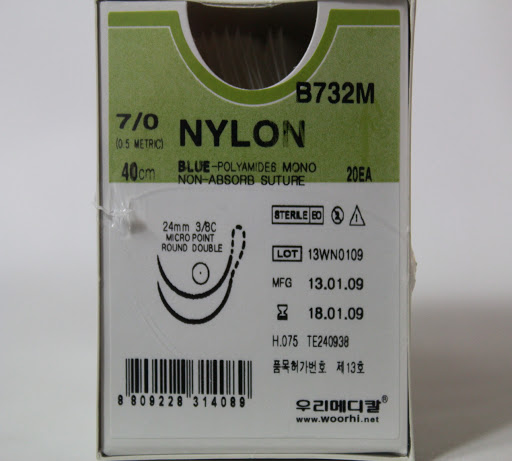 B732M
7/0
(0.5 METRIC)
NYLON
40cm
BLUE-POLYAMIDES MONO
NON-ABSORB SUTURE
20EA
24mm 3/8C
MICRO POINT
ROUND DOUBLE
STERILE EO
LOT 13WN0109
MFG 13.01.09
18.01.09
H.075 TE240938
품목허가번호 제13호
8 809228 314089
우리메디칼
www.woorhi.net